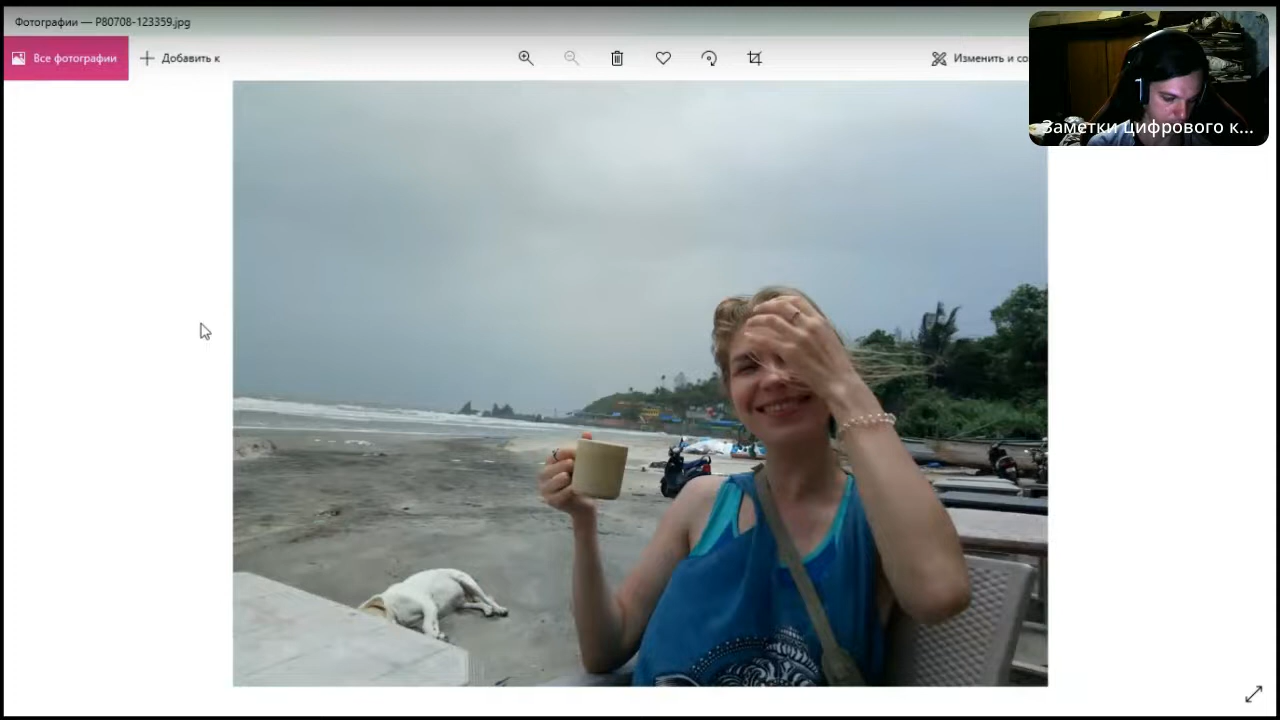 Фотографии — P80708-123359.jpg
Все фотографии
Добавить к
Изменить и со
Заметки цифрового к...